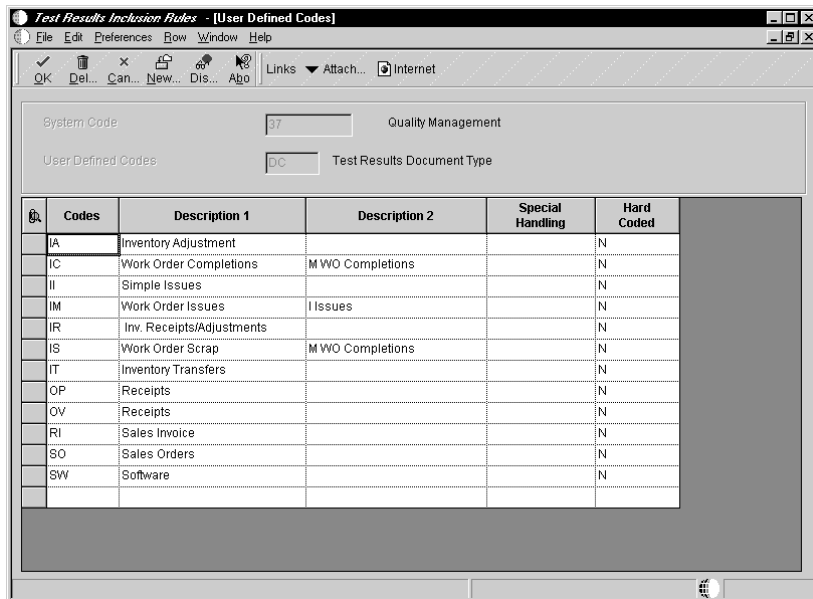 Test Results Inclusion Rules - [User Defined Codes]
File Edit Preferences Row Window Help
OK Del... Can... New... Dis... Abo Links Attach... Internet
System Code 37 Quality Management
User Defined Codes DC Test Results Document Type
Codes Description 1 Description 2 Special Handling Hard Coded
IA Inventory Adjustment N
IC Work Order Completions M WO Completions N
II Simple Issues N
IM Work Order Issues I Issues N
IR Inv. Receipts/Adjustments N
IS Work Order Scrap M WO Completions N
IT Inventory Transfers N
OP Receipts N
OV Receipts N
RI Sales Invoice N
SO Sales Orders N
SW Software N